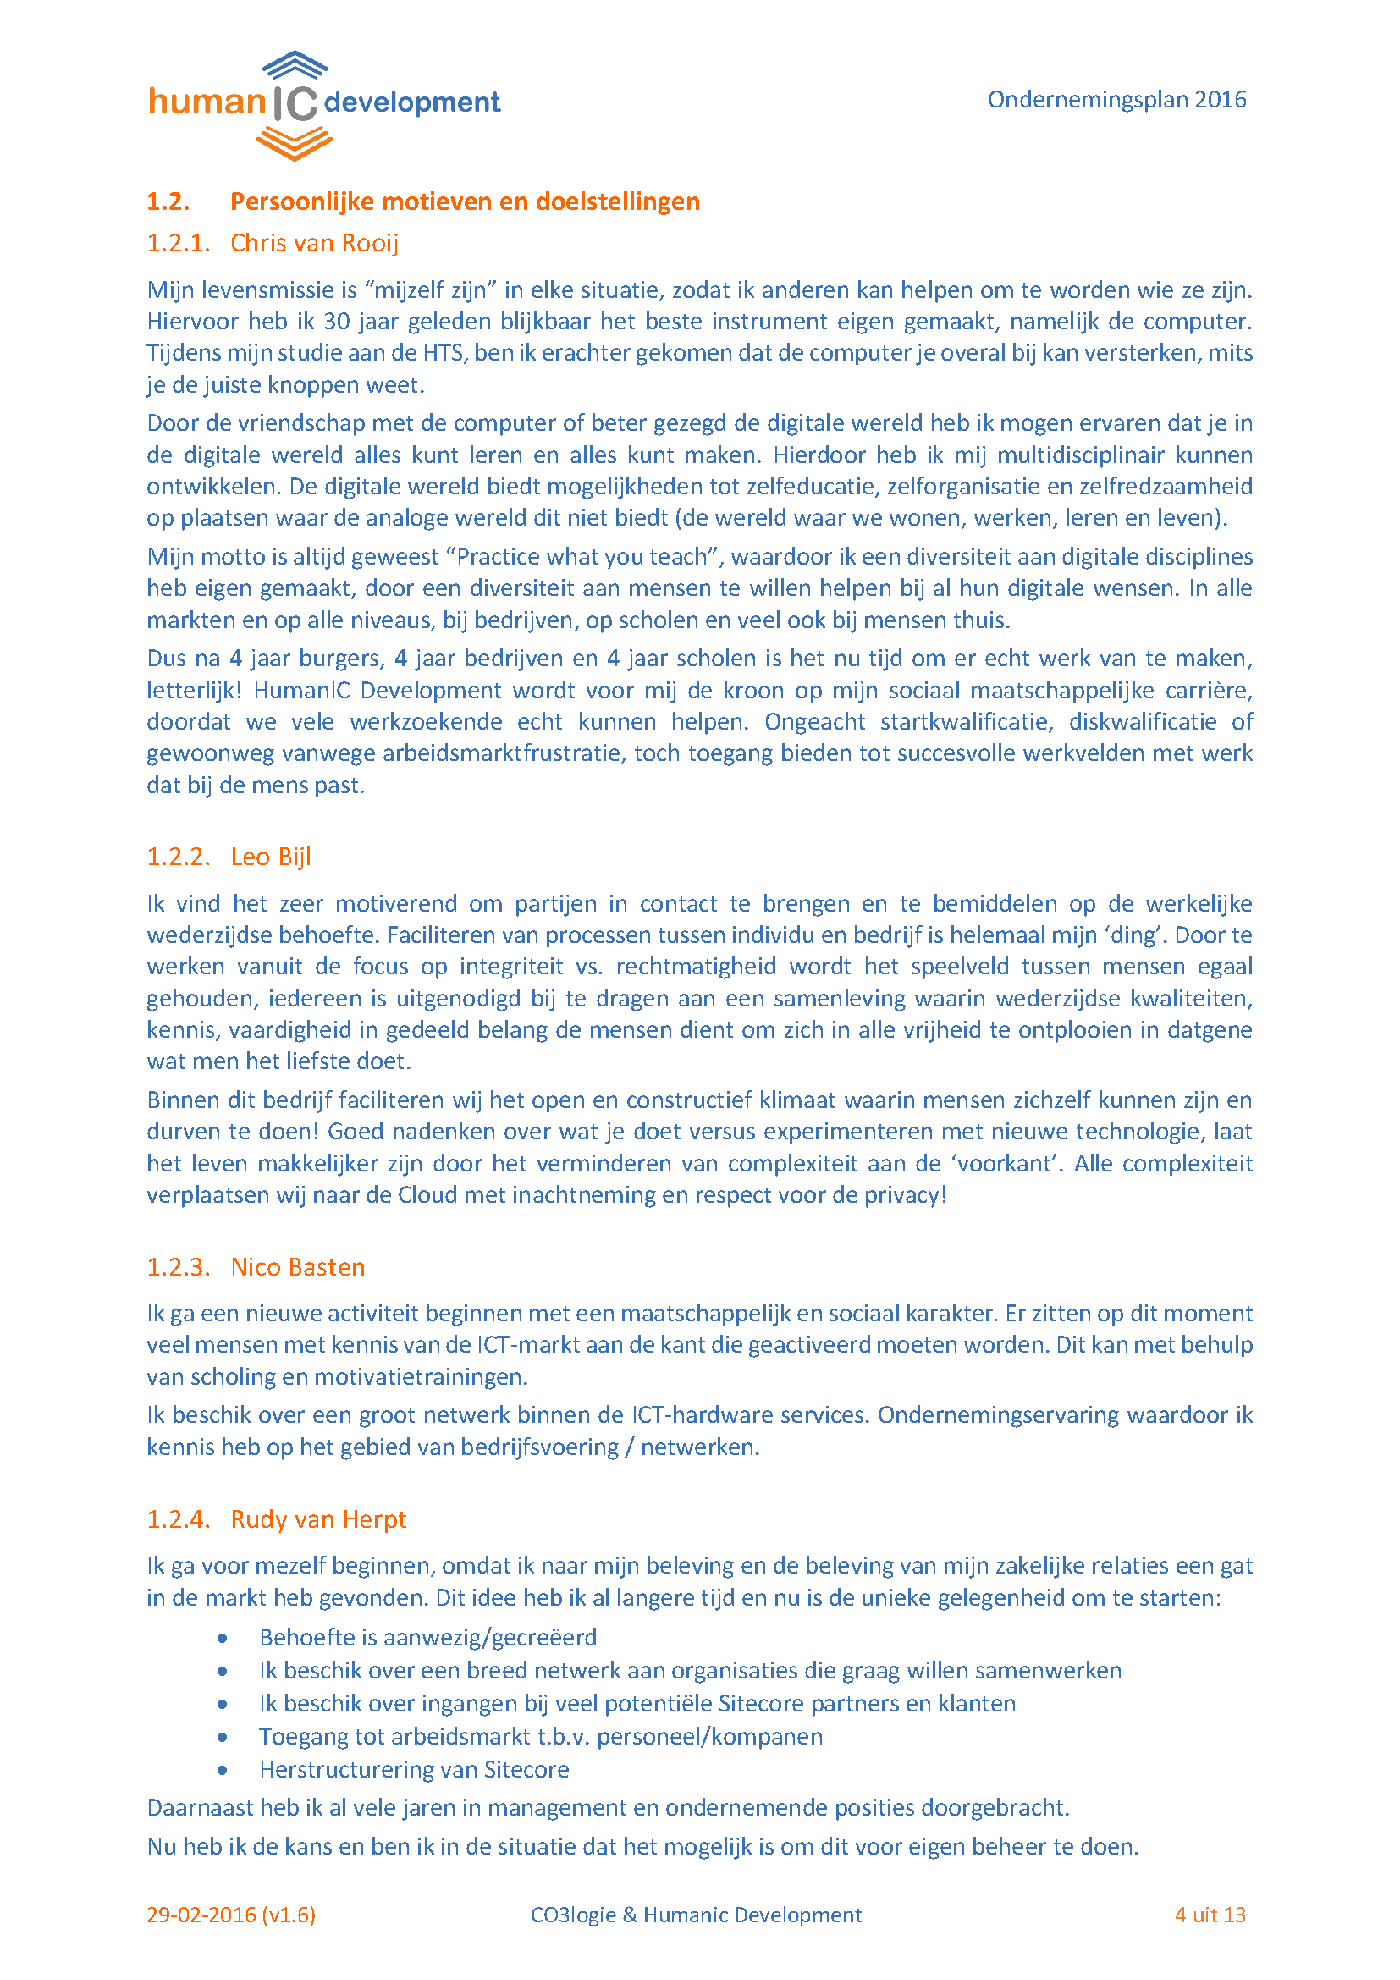 humanICdevelopment
Ondernemingsplan 2016
1.2. Persoonlijke motieven en doelstellingen
1.2.1. Chris van Rooij
Mijn levensmissie is “mijzelf zijn” in elke situatie, zodat ik anderen kan helpen om te worden wie ze zijn.
Hiervoor heb ik 30 jaar geleden blijkbaar het beste instrument eigen gemaakt, namelijk de computer.
Tijdens mijn studie aan de HTS, ben ik erachter gekomen dat de computer je overal bij kan versterken, mits
je de juiste knoppen weet.
Door de vriendschap met de computer of beter gezegd de digitale wereld heb ik mogen ervaren dat je in
de digitale wereld alles kunt leren en alles kunt maken. Hierdoor heb ik mij multidisciplinair kunnen
ontwikkelen. De digitale wereld biedt mogelijkheden tot zelfeducatie, zelforganisatie en zelfredzaamheid
op plaatsen waar de analoge wereld dit niet biedt (de wereld waar we wonen, werken, leren en leven).
Mijn motto is altijd geweest “Practice what you teach”, waardoor ik een diversiteit aan digitale disciplines
heb eigen gemaakt, door een diversiteit aan mensen te willen helpen bij al hun digitale wensen. In alle
markten en op alle niveaus, bij bedrijven, op scholen en veel ook bij mensen thuis.
Dus na 4 jaar burgers, 4 jaar bedrijven en 4 jaar scholen is het nu tijd om er echt werk van te maken,
letterlijk! HumanIC Development wordt voor mij de kroon op mijn sociaal maatschappelijke carrière,
doordat we vele werkzoekende echt kunnen helpen. Ongeacht startkwalificatie, diskwalificatie of
gewoonweg vanwege arbeidsmarktfrustratie, toch toegang bieden tot succesvolle werkvelden met werk
dat bij de mens past.
1.2.2. Leo Bijl
Ik vind het zeer motiverend om partijen in contact te brengen en te bemiddelen op de werkelijke
wederzijdse behoefte. Faciliteren van processen tussen individu en bedrijf is helemaal mijn ‘ding’. Door te
werken vanuit de focus op integriteit vs. rechtmatigheid wordt het speelveld tussen mensen egaal
gehouden, iedereen is uitgenodigd bij te dragen aan een samenleving waarin wederzijdse kwaliteiten,
kennis, vaardigheid in gedeeld belang de mensen dient om zich in alle vrijheid te ontplooien in datgene
wat men het liefste doet.
Binnen dit bedrijf faciliteren wij het open en constructief klimaat waarin mensen zichzelf kunnen zijn en
durven te doen! Goed nadenken over wat je doet versus experimenteren met nieuwe technologie, laat
het leven makkelijker zijn door het verminderen van complexiteit aan de ‘voorkant’. Alle complexiteit
verplaatsen wij naar de Cloud met inachtneming en respect voor de privacy!
1.2.3. Nico Basten
Ik ga een nieuwe activiteit beginnen met een maatschappelijk en sociaal karakter. Er zitten op dit moment
veel mensen met kennis van de ICT-markt aan de kant die geactiveerd moeten worden. Dit kan met behulp
van scholing en motivatietrainingen.
Ik beschik over een groot netwerk binnen de ICT-hardware services. Ondernemingservaring waardoor ik
kennis heb op het gebied van bedrijfsvoering / netwerken.
1.2.4. Rudy van Herpt
Ik ga voor mezelf beginnen, omdat ik naar mijn beleving en de beleving van mijn zakelijke relaties een gat
in de markt heb gevonden. Dit idee heb ik al langere tijd en nu is de unieke gelegenheid om te starten:
• Behoefte is aanwezig/gecreëerd
• Ik beschik over een breed netwerk aan organisaties die graag willen samenwerken
• Ik beschik over ingangen bij veel potentiële Sitecore partners en klanten
• Toegang tot arbeidsmarkt t.b.v. personeel/kompanen
• Herstructurering van Sitecore
Daarnaast heb ik al vele jaren in management en ondernemende posities doorgebracht.
Nu heb ik de kans en ben ik in de situatie dat het mogelijk is om dit voor eigen beheer te doen.
29-02-2016 (v1.6)
CO3logie & Humanic Development
4 uit 13